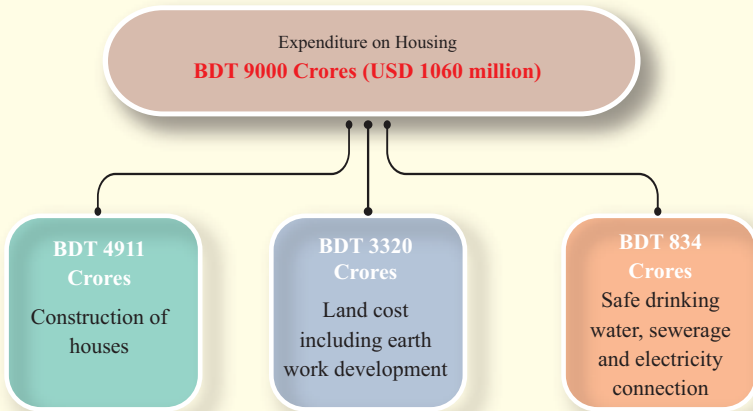 Expenditure on Housing
BDT 9000 Crores (USD 1060 million)
BDT 4911
Crores
Construction of
houses
BDT 3320
Crores
Land cost
including earth
work development
BDT 834
Crores
Safe drinking
water, sewerage
and electricity
connection